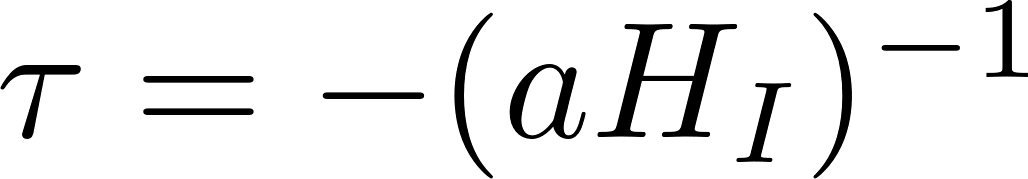 τ = −(aH_I)^{−1}